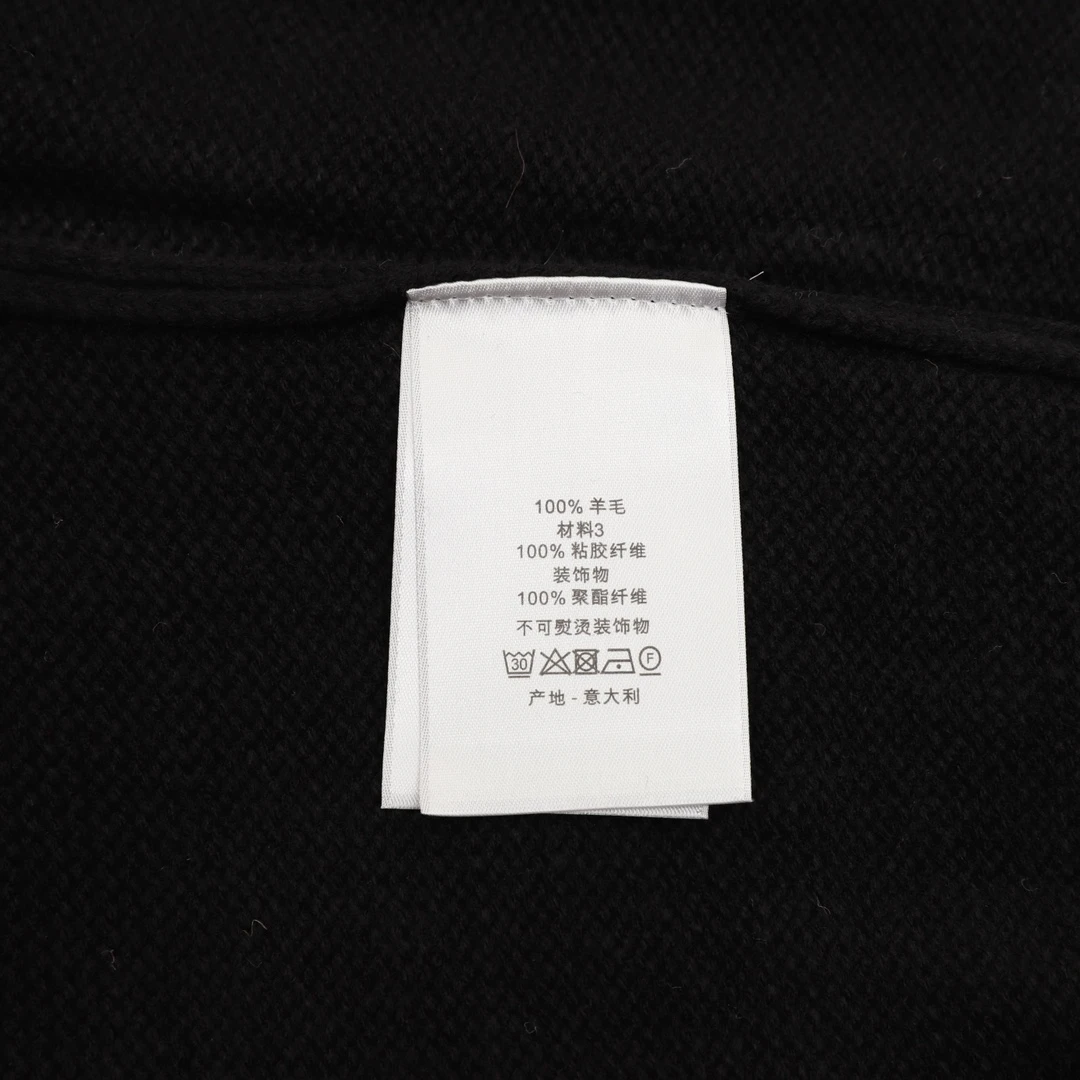 100% 羊毛
材料3
100% 粘胶纤维
装饰物
100% 聚酯纤维
不可熨烫装饰物
30 F
产地 - 意大利